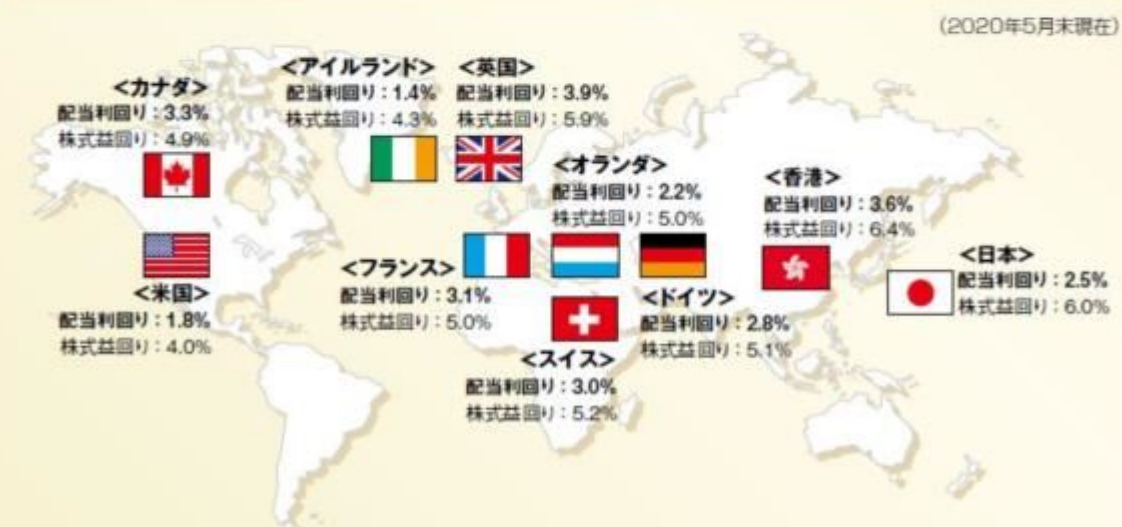 (2020年5月末現在)
<カナダ>
配当利回り:3.3%
株式益回り:4.9%
<アイルランド>
配当利回り:1.4%
株式益回り:4.3%
<英国>
配当利回り:3.9%
株式益回り:5.9%
<オランダ>
配当利回り:2.2%
株式益回り:5.0%
<香港>
配当利回り:3.6%
株式益回り:6.4%
<日本>
配当利回り:2.5%
株式益回り:6.0%
<米国>
配当利回り:1.8%
株式益回り:4.0%
<フランス>
配当利回り:3.1%
株式益回り:5.0%
<ドイツ>
配当利回り:2.8%
株式益回り:5.1%
<スイス>
配当利回り:3.0%
株式益回り:5.2%